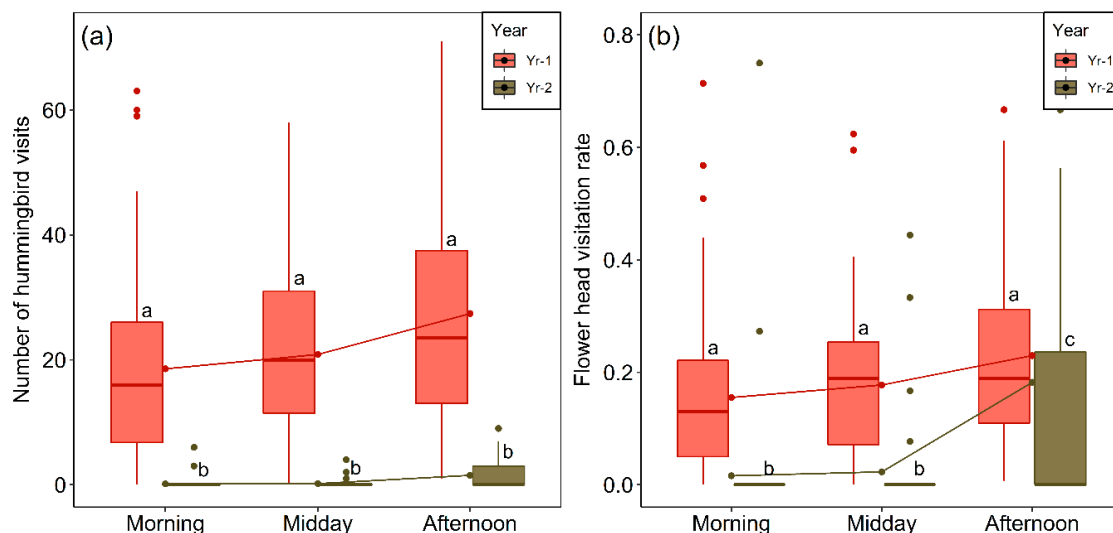 (a)
Year
Yr-1
Yr-2
Number of hummingbird visits
60
40
20
0
a
a
a
b
b
b
Morning
Midday
Afternoon
(b)
Year
Yr-1
Yr-2
Flower head visitation rate
0.8
0.6
0.4
0.2
0.0
a
a
a
b
b
c
Morning
Midday
Afternoon